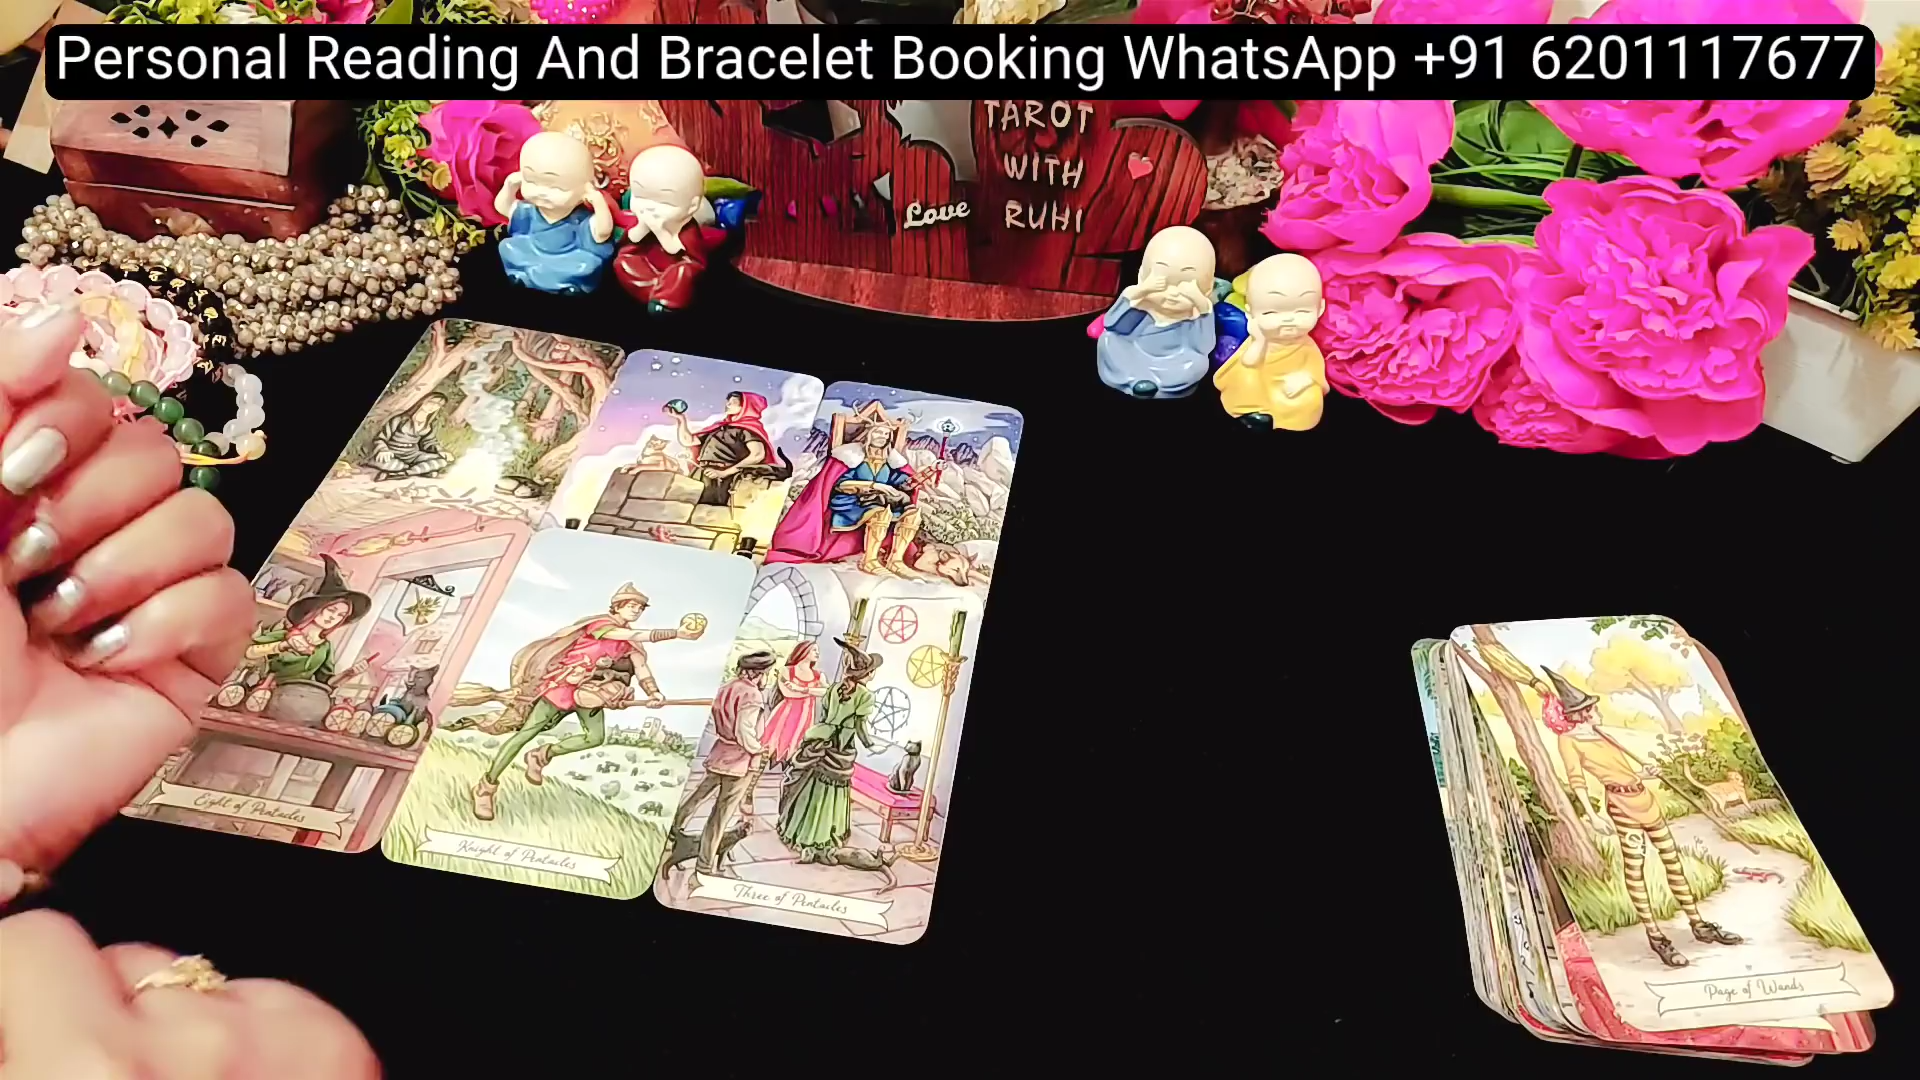 Personal Reading And Bracelet Booking WhatsApp +91 6201117677
TAROT
WITH
RUHI
Love
Eight of Pentacles
Knight of Pentacles
Three of Pentacles
Page of Wands